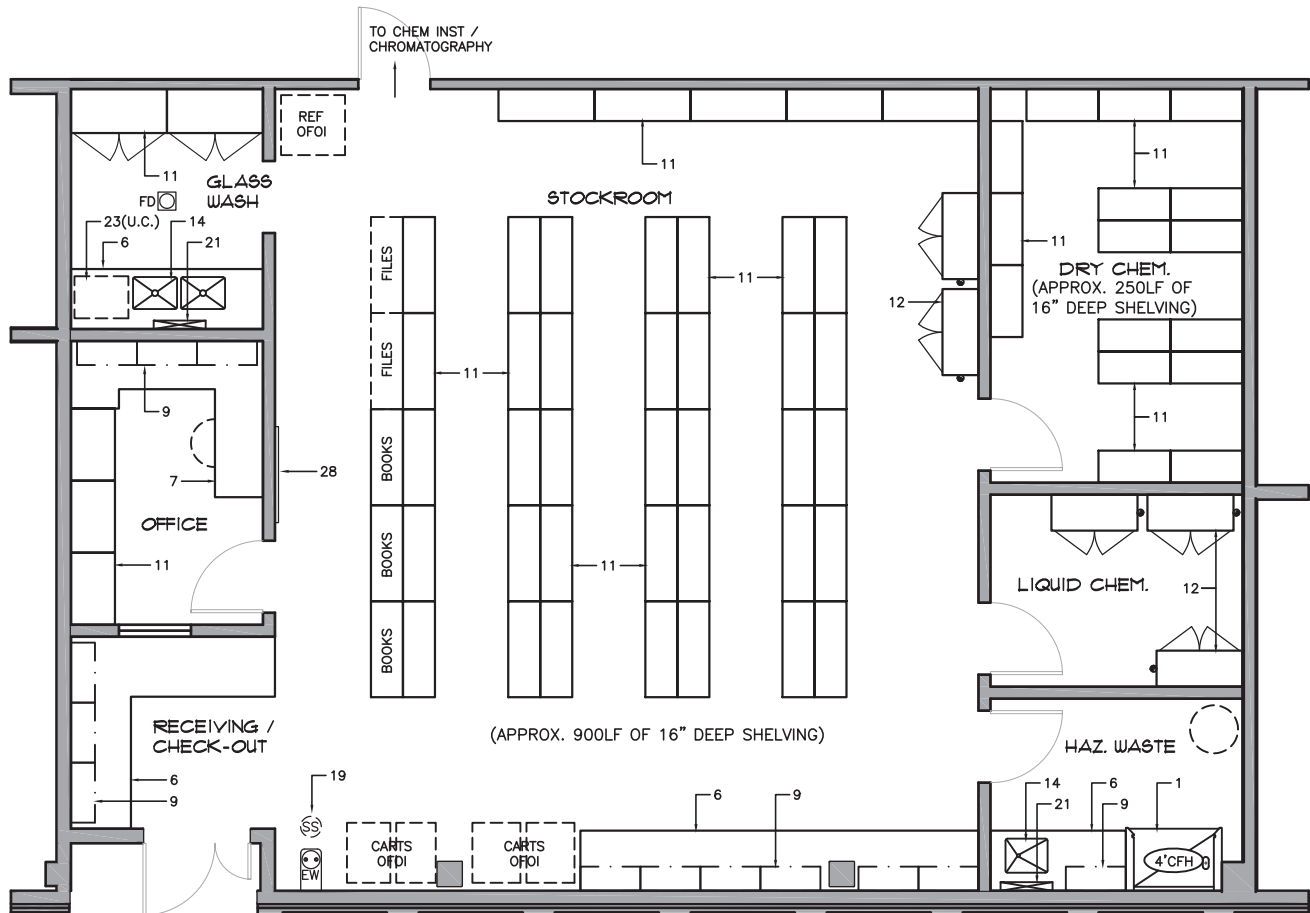 TO CHEM INST /
CHROMATOGRAPHY
REF
OFOI
11
GLASS
WASH
FD
23(U.C.)
14
6
21
11
STOCKROOM
11
11
DRY CHEM.
(APPROX. 250LF OF
16" DEEP SHELVING)
12
FILES
FILES
BOOKS
BOOKS
BOOKS
11
11
11
11
9
7
28
OFFICE
11
LIQUID CHEM.
12
RECEIVING /
CHECK-OUT
6
9
(APPROX. 900LF OF 16" DEEP SHELVING)
HAZ. WASTE
19
SS
EW
CARTS
OFOI
CARTS
OFOI
6
9
14
21
6
9
1
4'CFH